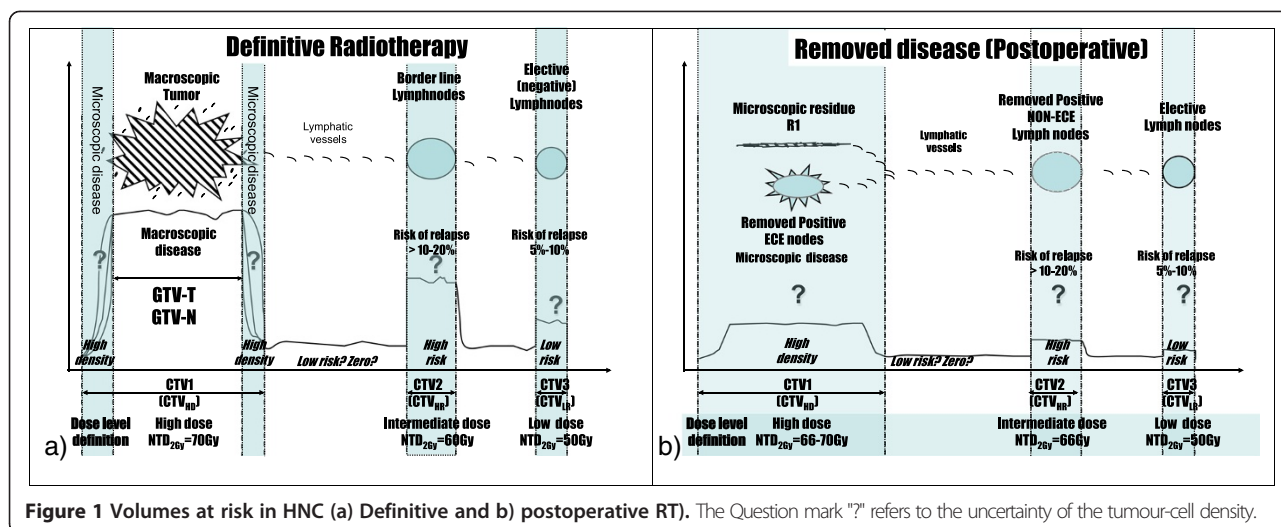 Definitive Radiotherapy
Microscopic disease
Macroscopic
Tumor
Microscopic disease
Lymphatic
vessels
Border line
Lymphnodes
Elective
(negative)
Lymphnodes
?
Macroscopic
disease
?
Risk of relapse
> 10-20%
?
Risk of relapse
5%-10%
?
GTV-T
GTV-N
High
density
High
density
Low risk? Zero?
High
risk
Low
risk
CTV1
(CTVHD)
CTV2
(CTVHR)
CTV3
(CTVLR)
Dose level
definition
High dose
NTD2Gy=70Gy
Intermediate dose
NTD2Gy=60Gy
Low dose
NTD2Gy=50Gy
a)
Removed disease (Postoperative)
Microscopic residue
R1
Lymphatic
vessels
Removed Positive
NON-ECE
Lymph nodes
Elective
Lymph nodes
Removed Positive
ECE nodes
Microscopic disease
?
Risk of relapse
> 10-20%
?
Risk of relapse
5%-10%
?
High
density
Low risk? Zero?
High
risk
Low
risk
CTV1
(CTVHD)
CTV2
(CTVHR)
CTV3
(CTVLR)
Dose level
definition
High dose
NTD2Gy=66-70Gy
Intermediate dose
NTD2Gy=66Gy
Low dose
NTD2Gy=50Gy
b)
Figure 1 Volumes at risk in HNC (a) Definitive and b) postoperative RT). The Question mark "?" refers to the uncertainty of the tumour-cell density.